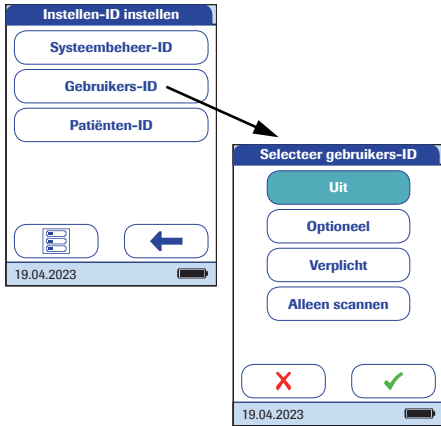 Instellen-ID instellen
Systeembeheer-ID
Gebruikers-ID
Patiënten-ID
19.04.2023
Selecteer gebruikers-ID
Uit
Optioneel
Verplicht
Alleen scannen
19.04.2023